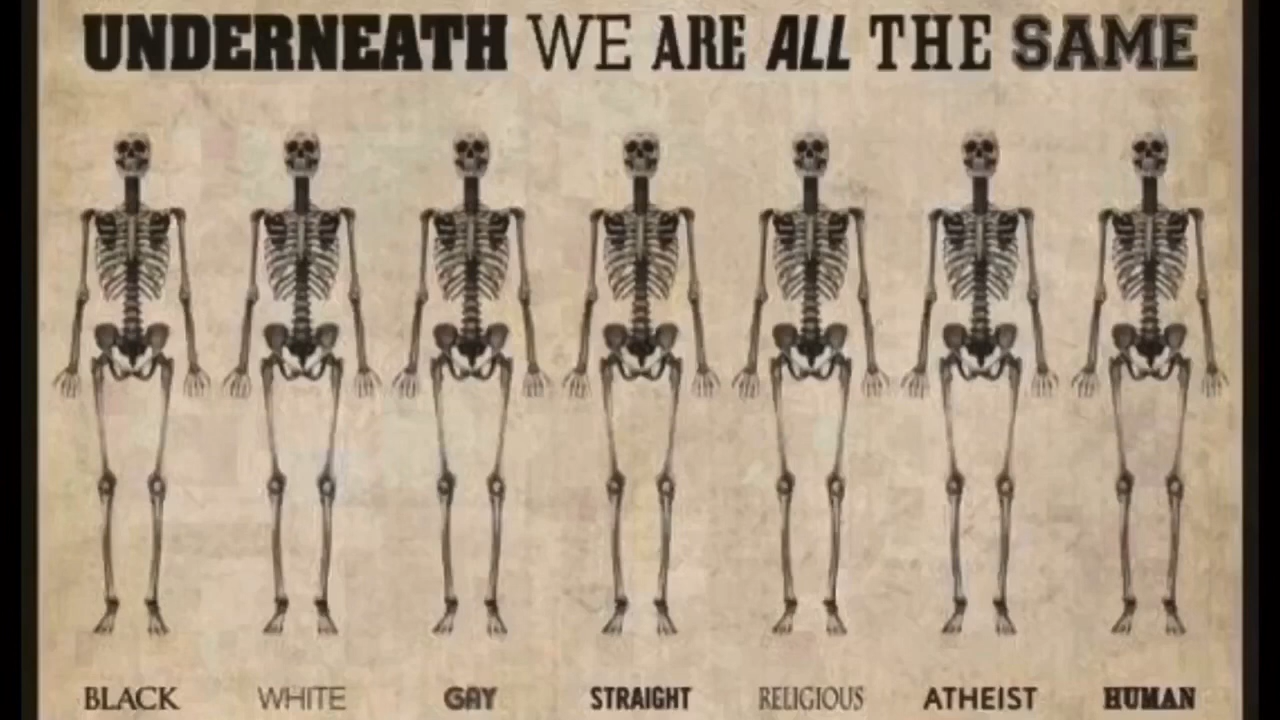 UNDERNEATH WE ARE ALL THE SAME
BLACK WHITE GAY STRAIGHT RELIGIOUS ATHEIST HUMAN